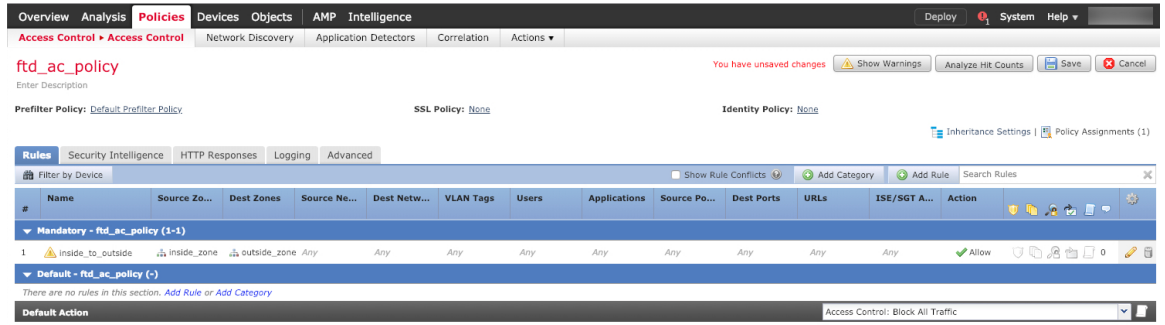 Overview Analysis Policies Devices Objects AMP Intelligence Deploy 1 System Help ▾
Access Control ▸ Access Control Network Discovery Application Detectors Correlation Actions ▾
ftd_ac_policy
You have unsaved changes Show Warnings Analyze Hit Counts Save Cancel
Enter Description
Prefilter Policy: Default Prefilter Policy SSL Policy: None Identity Policy: None
Inheritance Settings | Policy Assignments (1)
Rules Security Intelligence HTTP Responses Logging Advanced
Filter by Device Show Rule Conflicts Add Category Add Rule Search Rules
# Name Source Zo... Dest Zones Source Ne... Dest Netw... VLAN Tags Users Applications Source Po... Dest Ports URLs ISE/SGT A... Action
Mandatory - ftd_ac_policy (1-1)
1 inside_to_outside inside_zone outside_zone Any Any Any Any Any Any Any Any Any Allow 0
Default - ftd_ac_policy (-)
There are no rules in this section. Add Rule or Add Category
Default Action Access Control: Block All Traffic